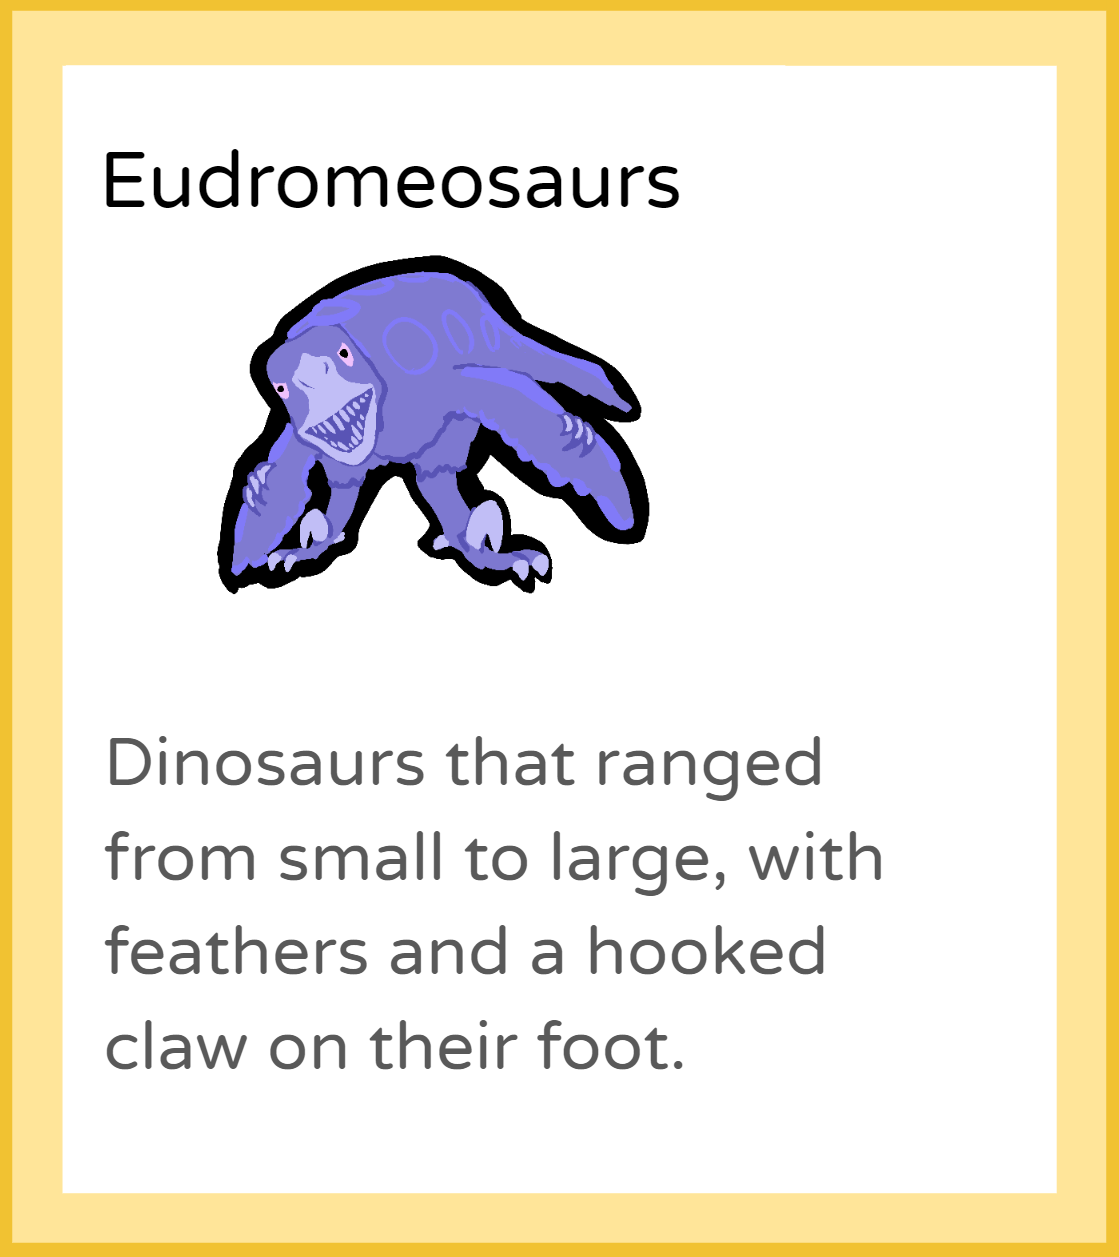 Eudromeosaurs
Dinosaurs that ranged
from small to large, with
feathers and a hooked
claw on their foot.